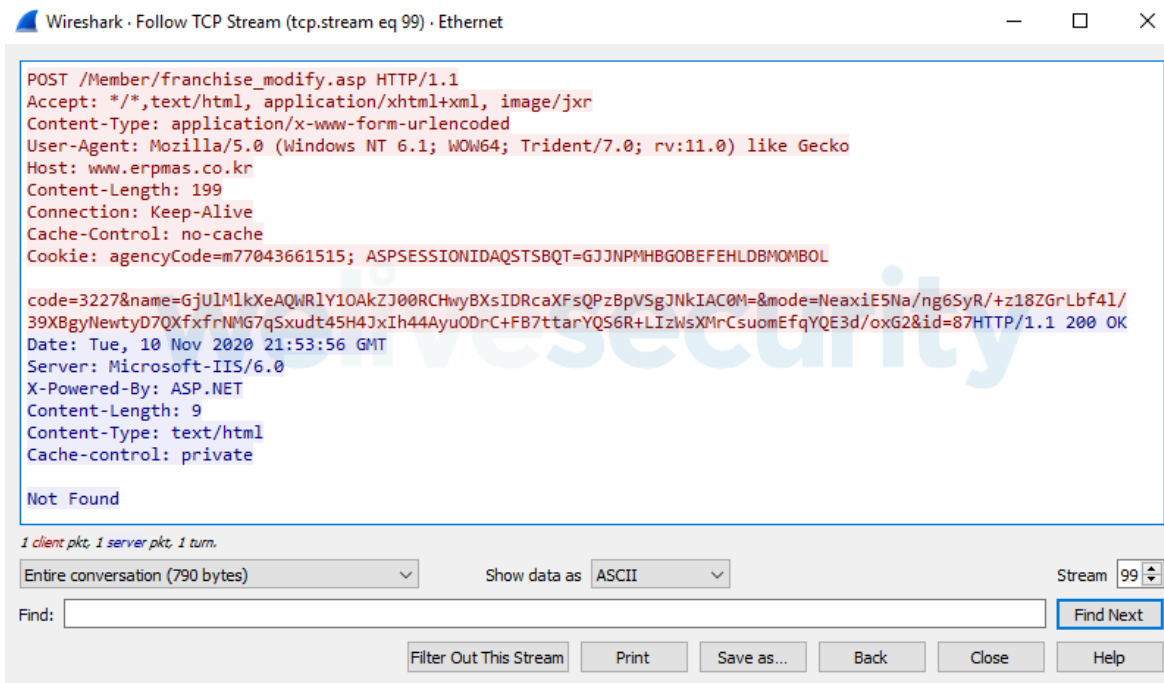 Wireshark · Follow TCP Stream (tcp.stream eq 99) · Ethernet
POST /Member/franchise_modify.asp HTTP/1.1
Accept: */*,text/html, application/xhtml+xml, image/jxr
Content-Type: application/x-www-form-urlencoded
User-Agent: Mozilla/5.0 (Windows NT 6.1; WOW64; Trident/7.0; rv:11.0) like Gecko
Host: www.erpmas.co.kr
Content-Length: 199
Connection: Keep-Alive
Cache-Control: no-cache
Cookie: agencyCode=m77043661515; ASPSESSIONIDAQSTSBQT=GJJNPMHBGOBEFEHLDBMOMBOL
code=3227&name=GjUlMlkXeAQWRlY1OAkZJ00RCHwyBXsIDRcaXFsQPzBpVSgJNkIAC0M=&mode=NeaxiE5Na/ng6SyR/+z18ZGrLbf4l/
39XBgyNewtyD7QXfxfrNMG7qSxudt45H4JxIh44AyuODrC+FB7ttarYQS6R+LIzWsXMrCsuomEfqYQE3d/oxG2&id=87HTTP/1.1 200 OK
Date: Tue, 10 Nov 2020 21:53:56 GMT
Server: Microsoft-IIS/6.0
X-Powered-By: ASP.NET
Content-Length: 9
Content-Type: text/html
Cache-control: private
Not Found
welivesecurity
1 client pkt, 1 server pkt, 1 turn.
Entire conversation (790 bytes) Show data as ASCII Stream 99
Find: Find Next
Filter Out This Stream Print Save as... Back Close Help